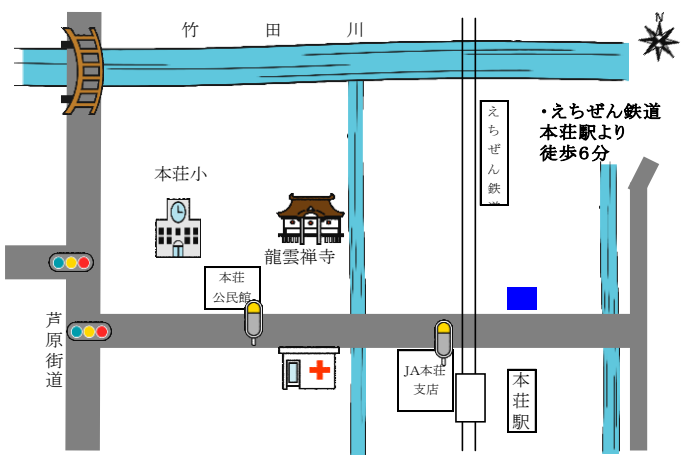 竹田川
N
えちぜん鉄道
・えちぜん鉄道
本荘駅より
徒歩6分
本荘小
龍雲禅寺
本荘
公民館
芦原街道
JA本荘
支店
本荘駅